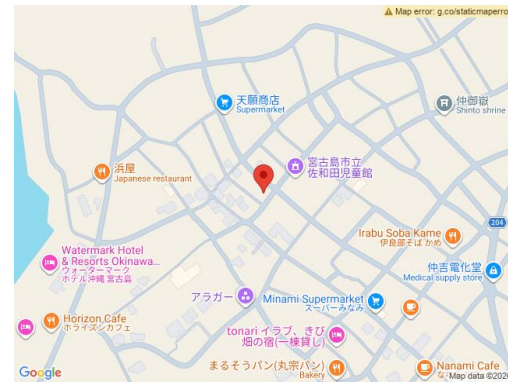 Map error: g.co/staticmaperro
天願商店
Supermarket
仲御嶽
Shinto shrine
宮古島市立
佐和田児童館
浜屋
Japanese restaurant
204
Irabu Soba Kame
伊良部そば かめ
Watermark Hotel
& Resorts Okinawa...
ウォーターマーク
ホテル沖縄 宮古島
仲吉電化堂
Medical supply store
アラガー
Minami Supermarket
スーパーみなみ
Horizon Cafe
ホライズンカフェ
tonari イラブ、きび
畑の宿(一棟貸し)
まるそうパン(丸宗パン)
Bakery
Nanami Cafe
な
Google
Map data ©202